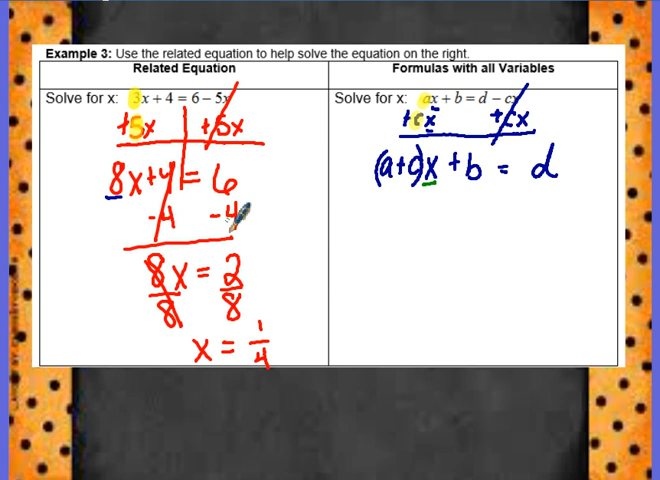 Example 3: Use the related equation to help solve the equation on the right.
Related Equation
Solve for x: 3x + 4 = 6 − 5x
+5x +5x
8x+4 = 6
-4 -4
8x = 2
8 8
x = 1/4
Formulas with all Variables
Solve for x: ax + b = d − cx
+cx +cx
(a+c)x + b = d